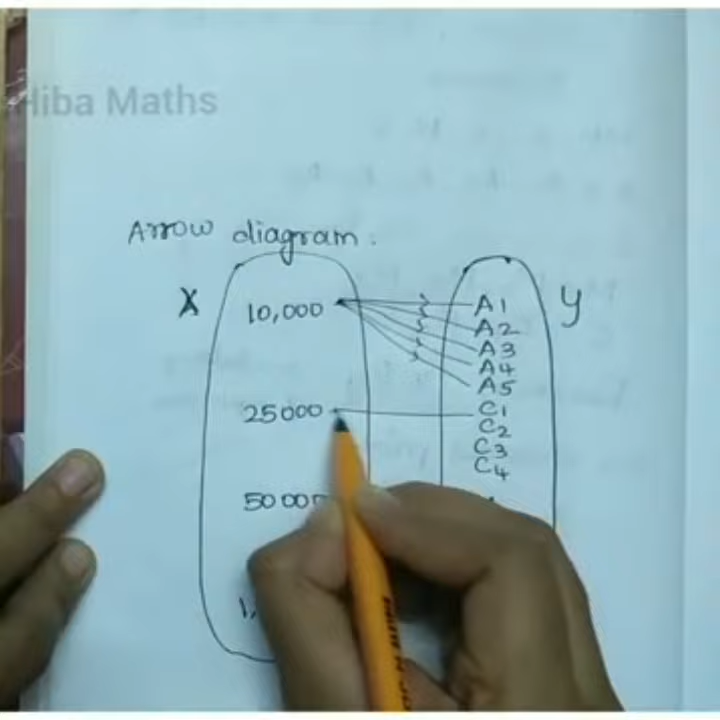 Hiba Maths
Arrow diagram:
X
Y
10,000
A1
A2
A3
A4
A5
25000
C1
C2
C3
C4